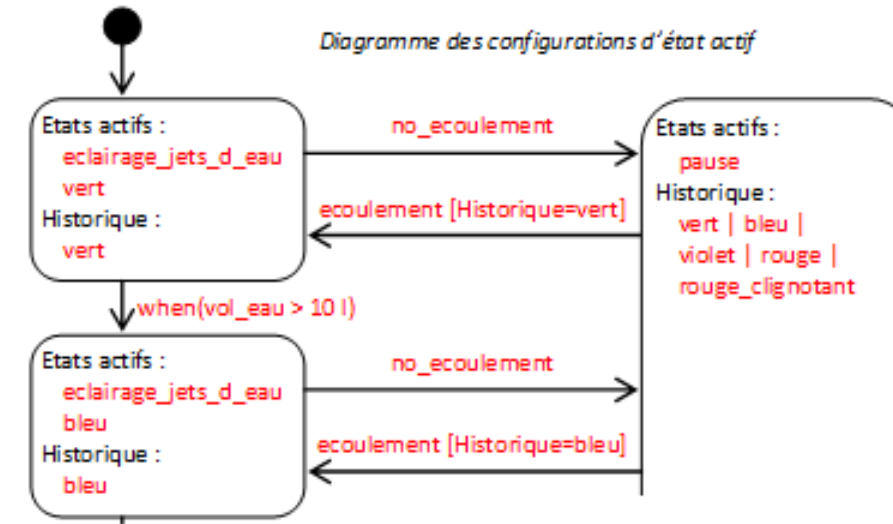 Diagramme des configurations d'état actif
Etats actifs :
eclairage_jets_d_eau
vert
Historique :
vert
no_ecoulement
ecoulement [Historique=vert]
Etats actifs :
pause
Historique :
vert | bleu |
violet | rouge |
rouge_clignotant
when(vol_eau > 10 l)
Etats actifs :
eclairage_jets_d_eau
bleu
Historique :
bleu
no_ecoulement
ecoulement [Historique=bleu]